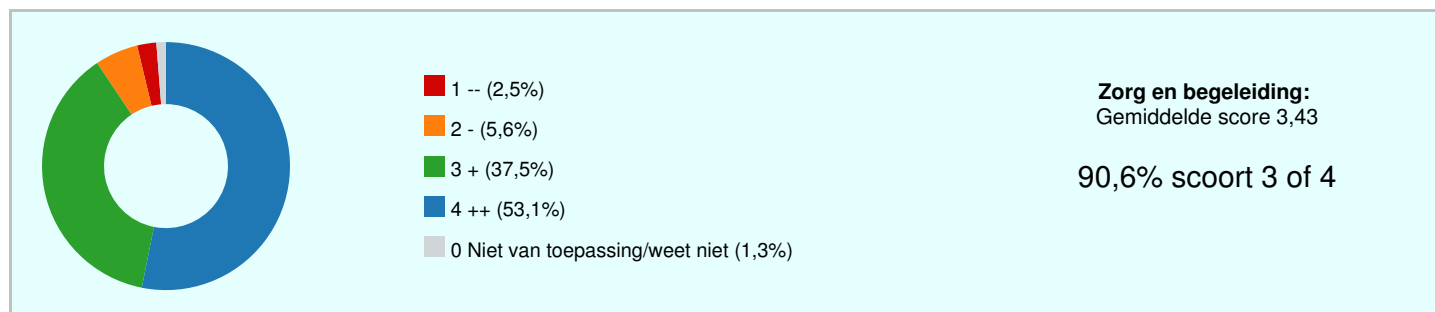 1 -- (2,5%)
2 - (5,6%)
3 + (37,5%)
4 ++ (53,1%)
0 Niet van toepassing/weet niet (1,3%)
Zorg en begeleiding:
Gemiddelde score 3,43
90,6% scoort 3 of 4